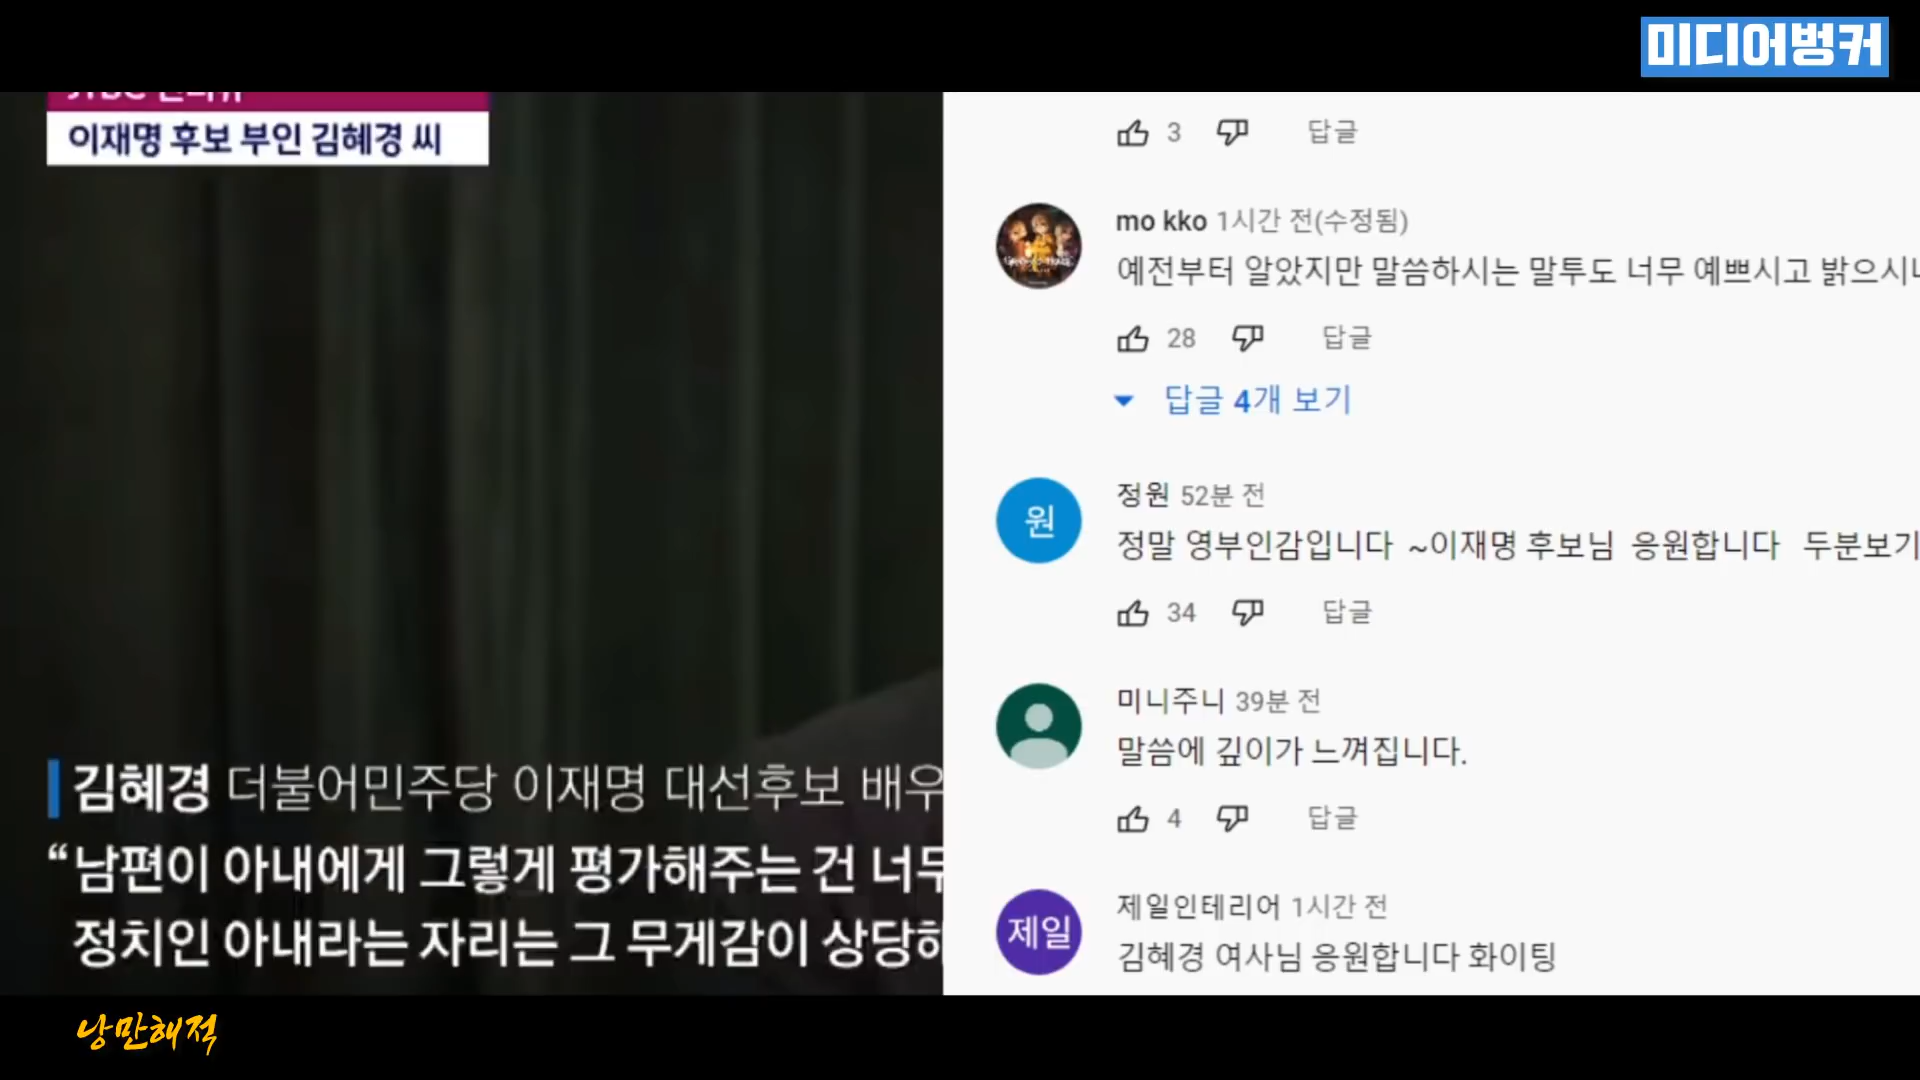 미디어벙커
JTBC 인터뷰
이재명 후보 부인 김혜경 씨
김혜경 더불어민주당 이재명 대선후보 배우
“남편이 아내에게 그렇게 평가해주는 건 너무
정치인 아내라는 자리는 그 무게감이 상당히
3 답글
mo kko 1시간 전(수정됨)
예전부터 알았지만 말씀하시는 말투도 너무 예쁘시고 밝으시
28 답글
답글 4개 보기
원
정원 52분 전
정말 영부인감입니다 ~이재명 후보님 응원합니다 두분보기
34 답글
미니주니 39분 전
말씀에 깊이가 느껴집니다.
4 답글
제일
제일인테리어 1시간 전
김혜경 여사님 응원합니다 화이팅
낭만해적